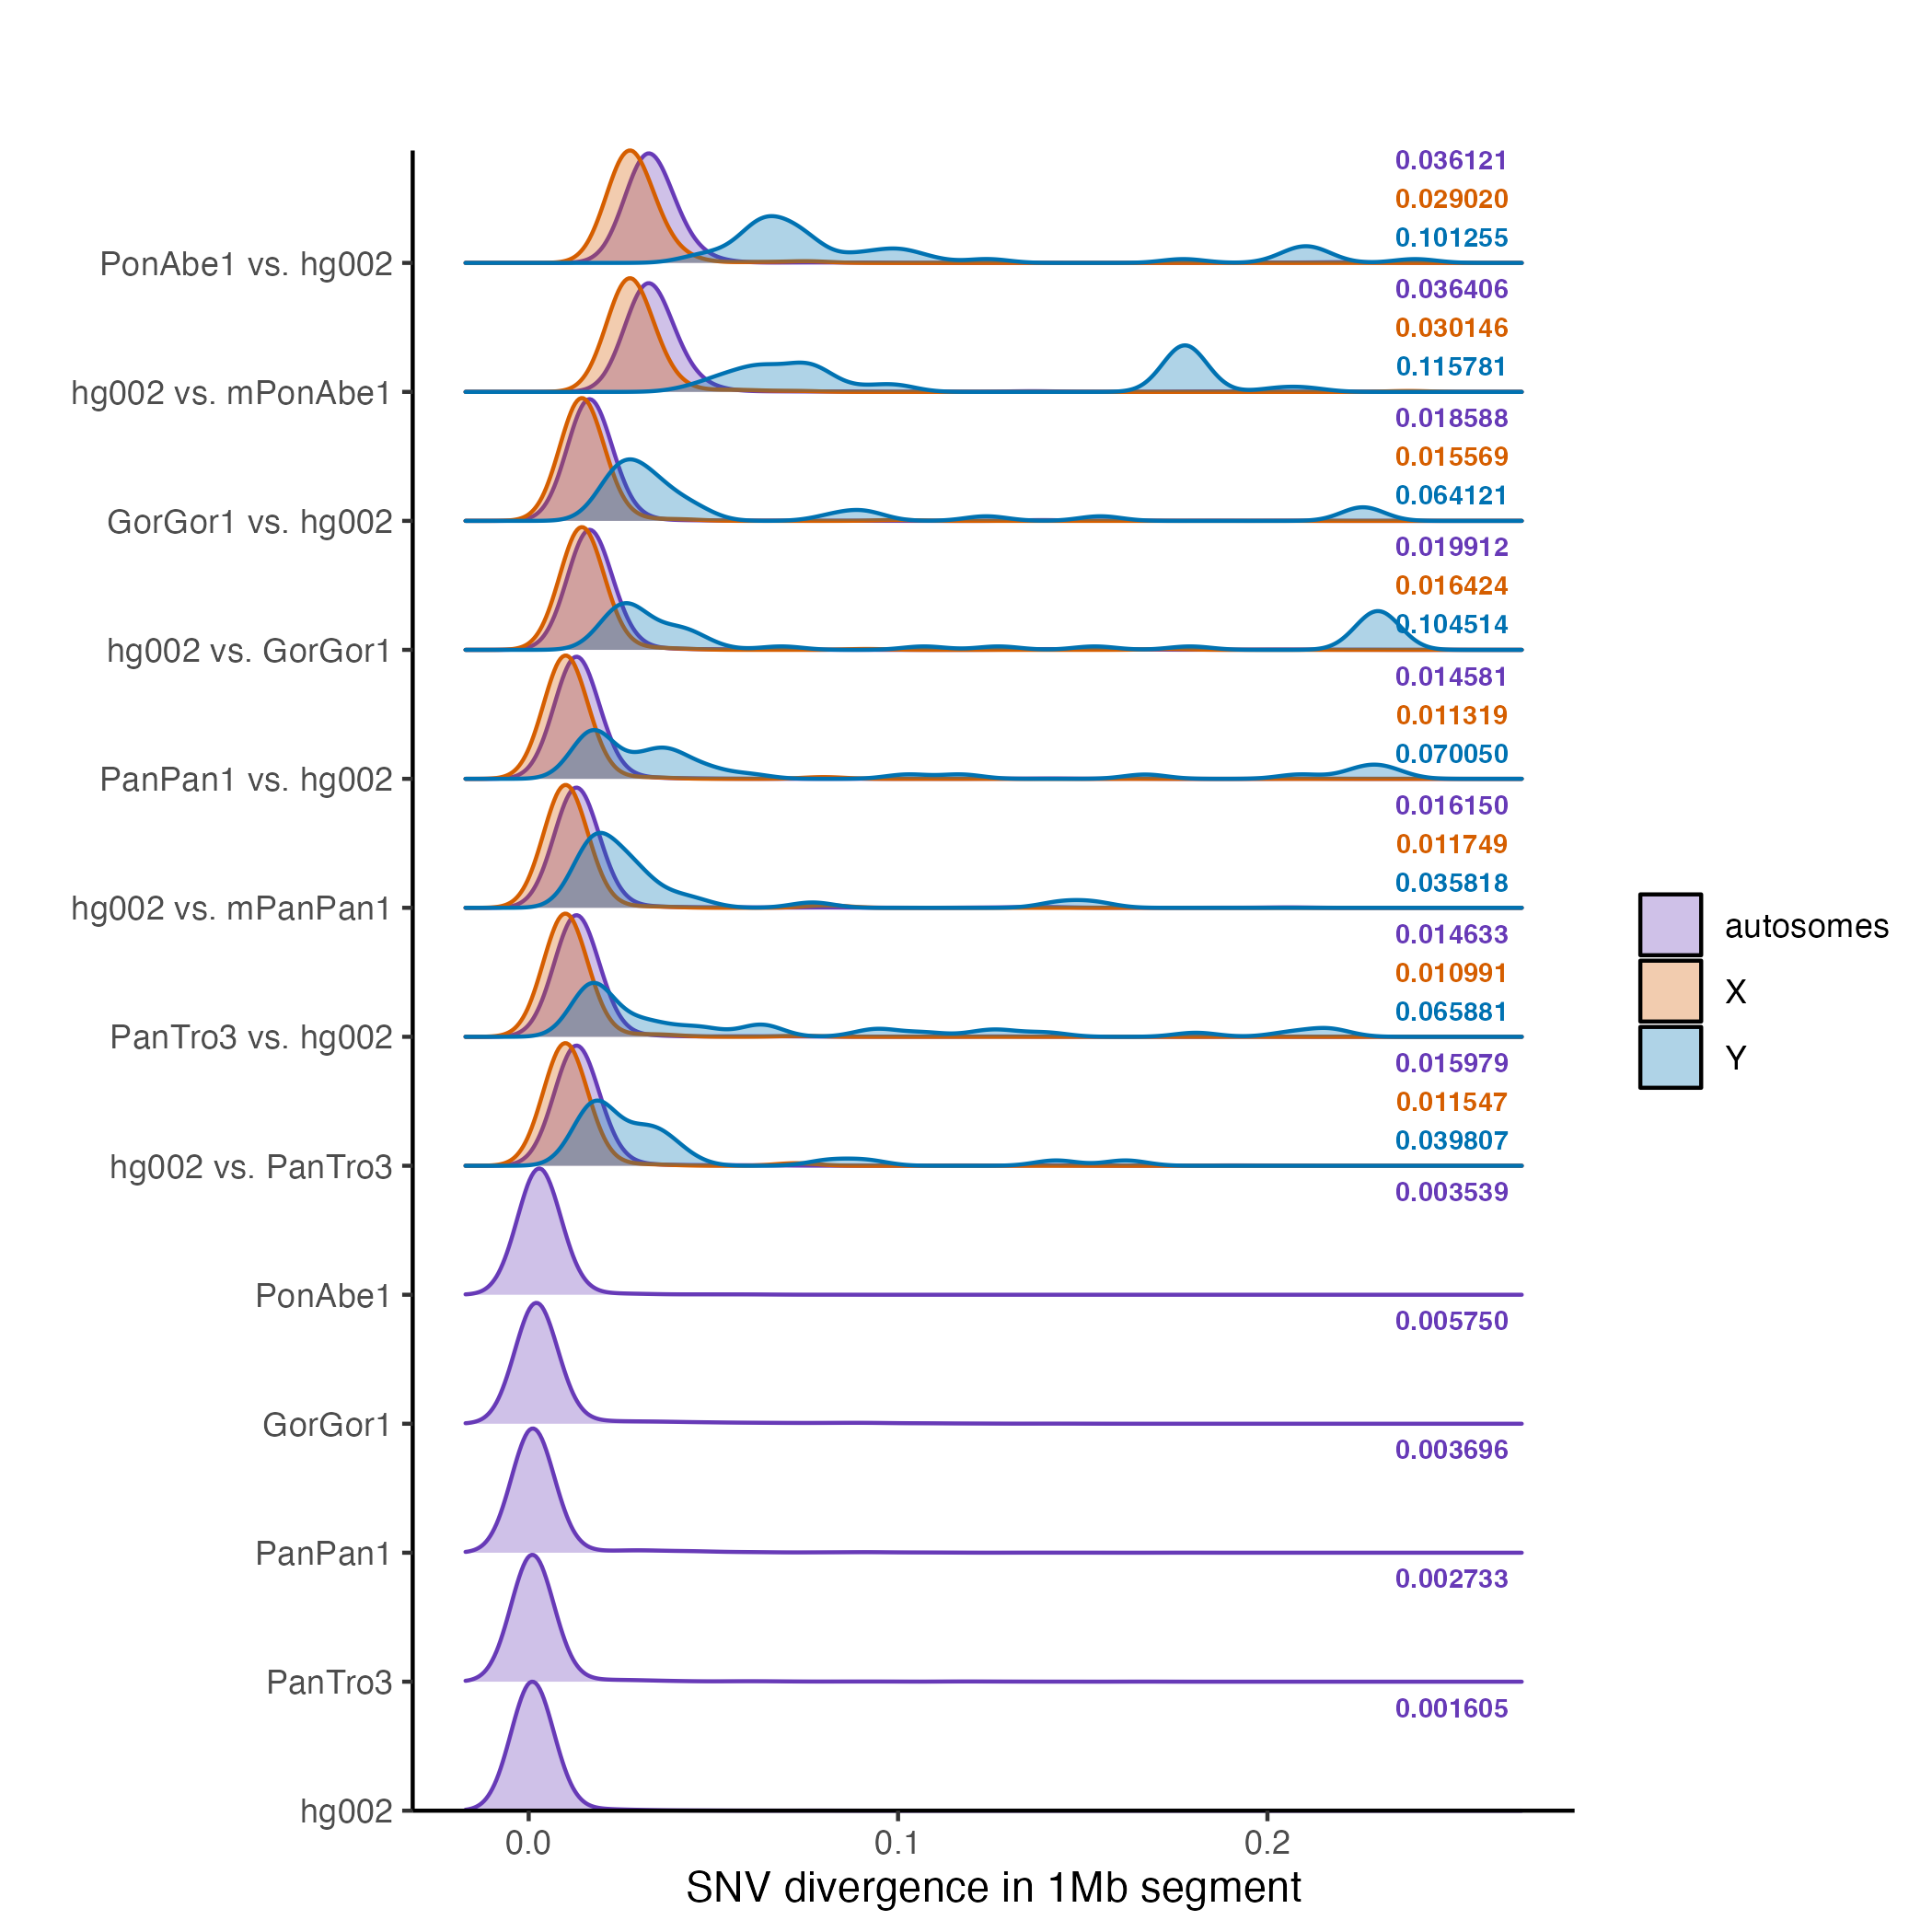 0.036121
0.029020
0.101255
PonAbe1 vs. hg002
0.036406
0.030146
0.115781
hg002 vs. mPonAbe1
0.018588
0.015569
0.064121
GorGor1 vs. hg002
0.019912
0.016424
0.104514
hg002 vs. GorGor1
0.014581
0.011319
0.070050
PanPan1 vs. hg002
0.016150
0.011749
0.035818
hg002 vs. mPanPan1
0.014633
0.010991
0.065881
PanTro3 vs. hg002
0.015979
0.011547
0.039807
hg002 vs. PanTro3
0.003539
PonAbe1
0.005750
GorGor1
0.003696
PanPan1
0.002733
PanTro3
0.001605
hg002
0.0 0.1 0.2
SNV divergence in 1Mb segment
autosomes
X
Y